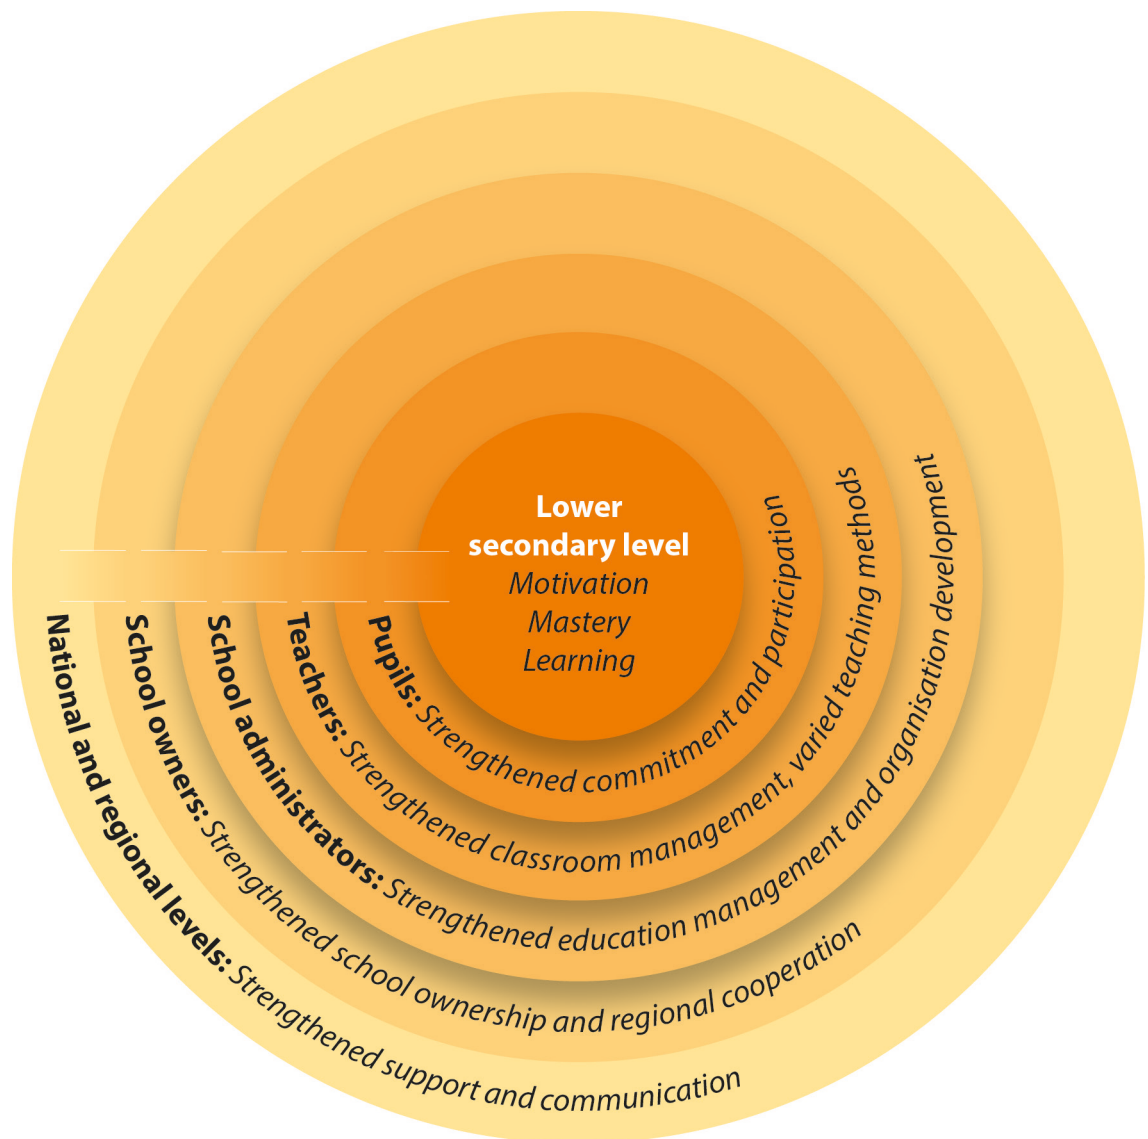 Lower
secondary level
Motivation
Mastery
Learning
Pupils: Strengthened commitment and participation
Teachers: Strengthened classroom management, varied teaching methods
School administrators: Strengthened education management and organisation development
School owners: Strengthened school ownership and regional cooperation
National and regional levels: Strengthened support and communication